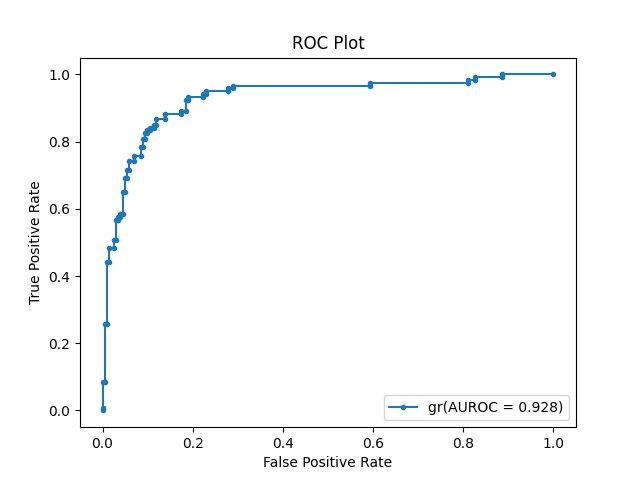 ROC Plot
True Positive Rate
1.0
0.8
0.6
0.4
0.2
0.0
gr(AUROC = 0.928)
0.0 0.2 0.4 0.6 0.8 1.0
False Positive Rate